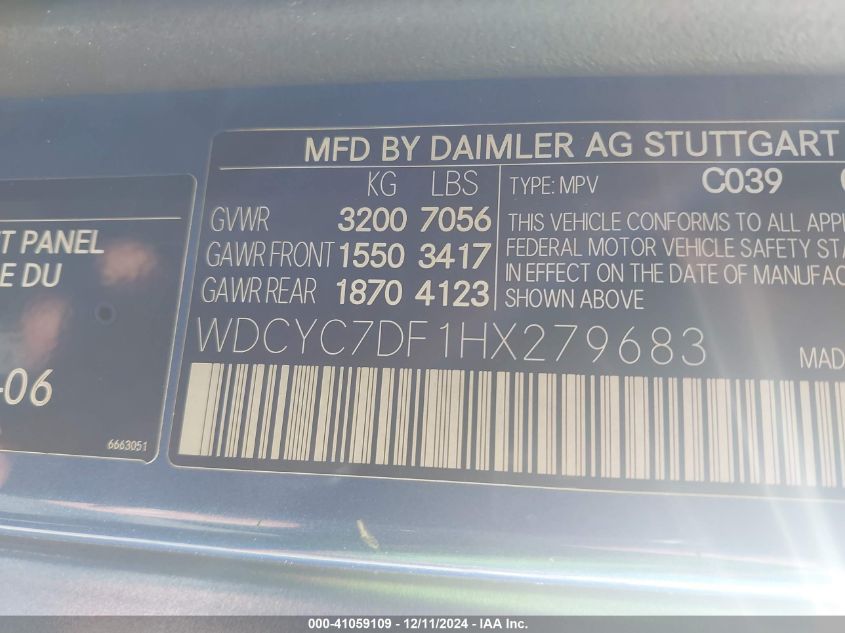 MFD BY DAIMLER AG STUTTGART
KG LBS
GVWR 3200 7056
GAWR FRONT 1550 3417
GAWR REAR 1870 4123
TYPE: MPV C039
THIS VEHICLE CONFORMS TO ALL APPL
FEDERAL MOTOR VEHICLE SAFETY STA
IN EFFECT ON THE DATE OF MANUFAC
SHOWN ABOVE
WDCYC7DF1HX279683
MADE
T PANEL
E DU
-06
6663051
000-41059109 - 12/11/2024 - IAA Inc.